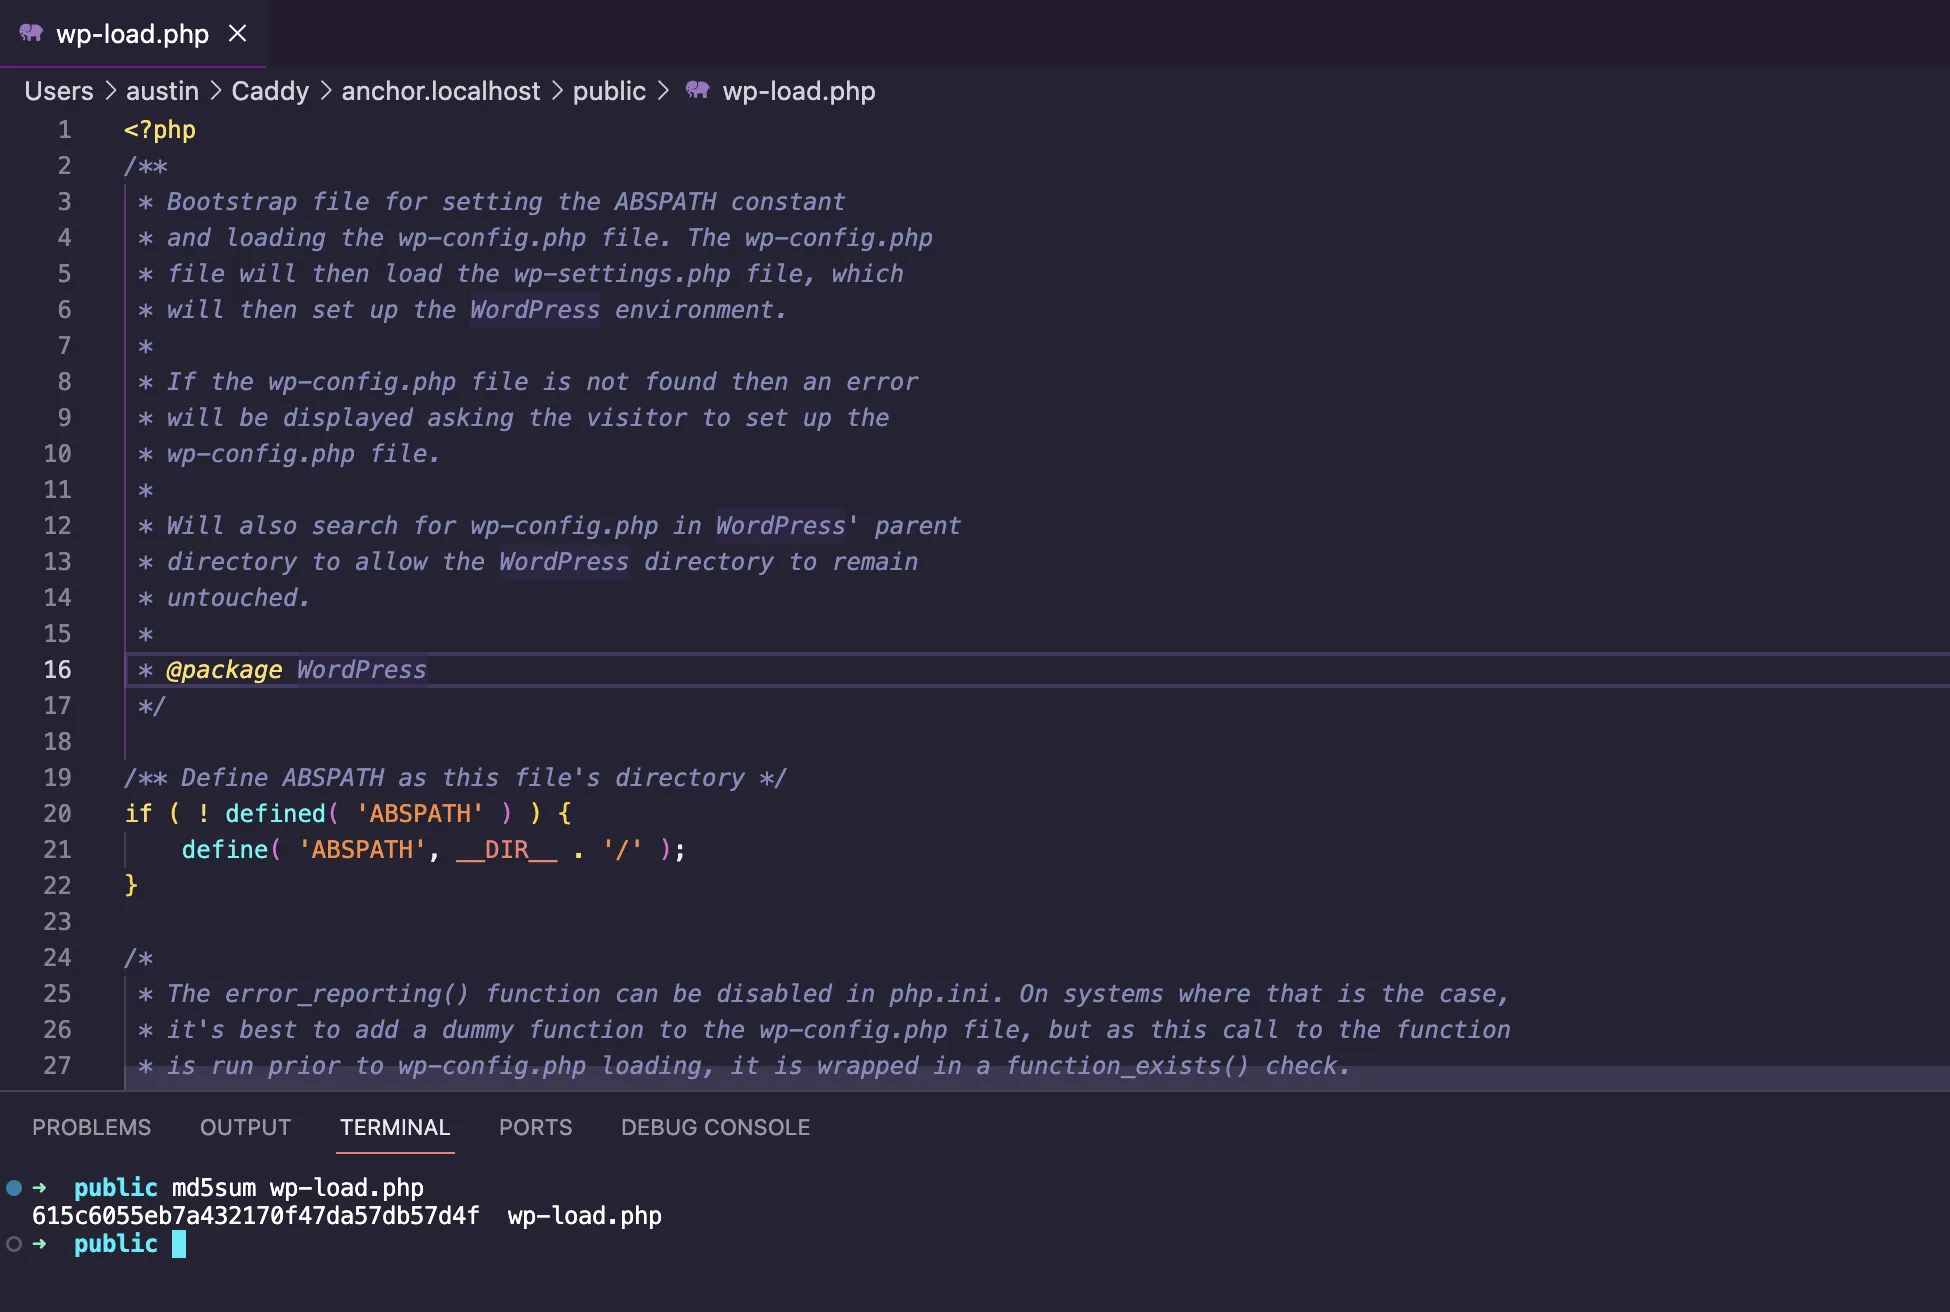 wp-load.php
Users > austin > Caddy > anchor.localhost > public > wp-load.php
1 <?php
2 /**
3 * Bootstrap file for setting the ABSPATH constant
4 * and loading the wp-config.php file. The wp-config.php
5 * file will then load the wp-settings.php file, which
6 * will then set up the WordPress environment.
7 *
8 * If the wp-config.php file is not found then an error
9 * will be displayed asking the visitor to set up the
10 * wp-config.php file.
11 *
12 * Will also search for wp-config.php in WordPress' parent
13 * directory to allow the WordPress directory to remain
14 * untouched.
15 *
16 * @package WordPress
17 */
18
19 /** Define ABSPATH as this file's directory */
20 if ( ! defined( 'ABSPATH' ) ) {
21 define( 'ABSPATH', __DIR__ . '/' );
22 }
23
24 /*
25 * The error_reporting() function can be disabled in php.ini. On systems where that is the case,
26 * it's best to add a dummy function to the wp-config.php file, but as this call to the function
27 * is run prior to wp-config.php loading, it is wrapped in a function_exists() check.
PROBLEMS OUTPUT TERMINAL PORTS DEBUG CONSOLE
➜ public md5sum wp-load.php
615c6055eb7a432170f47da57db57d4f wp-load.php
➜ public